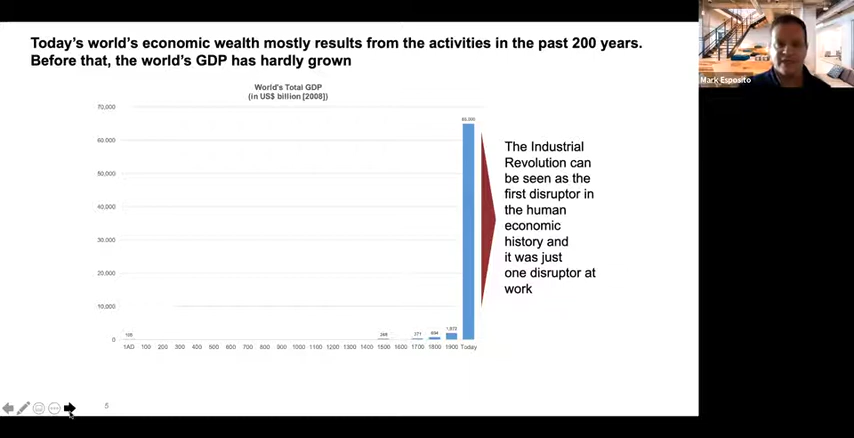 Today's world's economic wealth mostly results from the activities in the past 200 years.
Before that, the world's GDP has hardly grown
Mark Esposito
World's Total GDP
(in US$ billion [2008])
70,000
60,000
50,000
40,000
30,000
20,000
10,000
0
65,000
The Industrial
Revolution can
be seen as the
first disruptor in
the human
economic
history and
it was just
one disruptor at
work
1AD 100 200 300 400 500 600 700 800 900 1000 1100 1200 1300 1400 1500 1600 1700 1800 1900 Today
5